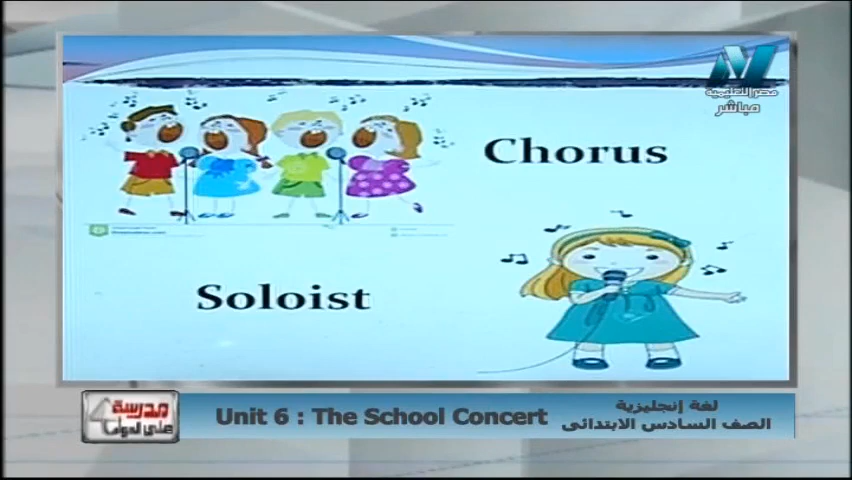 مصر التعليمية
مباشر
Chorus
Soloist
مدرسة
على الهواء
Unit 6 : The School Concert
لغة إنجليزية
الصف السادس الابتدائى